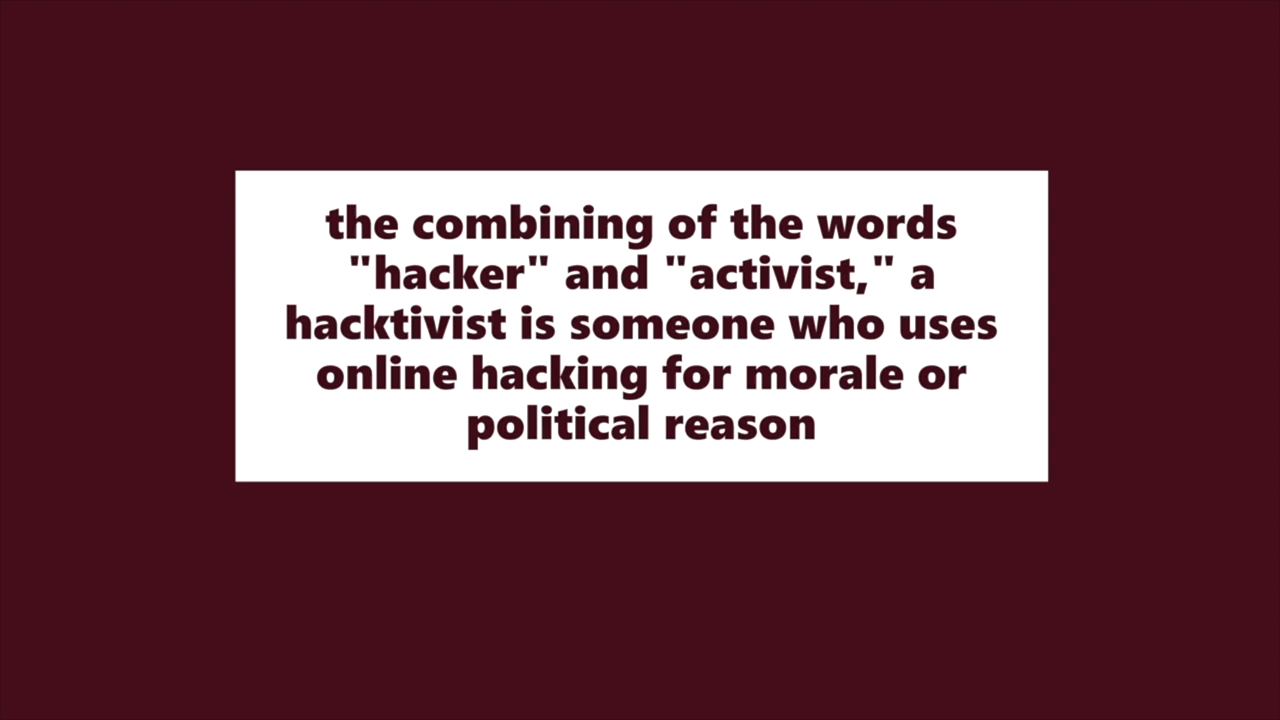 the combining of the words
"hacker" and "activist," a
hacktivist is someone who uses
online hacking for morale or
political reason